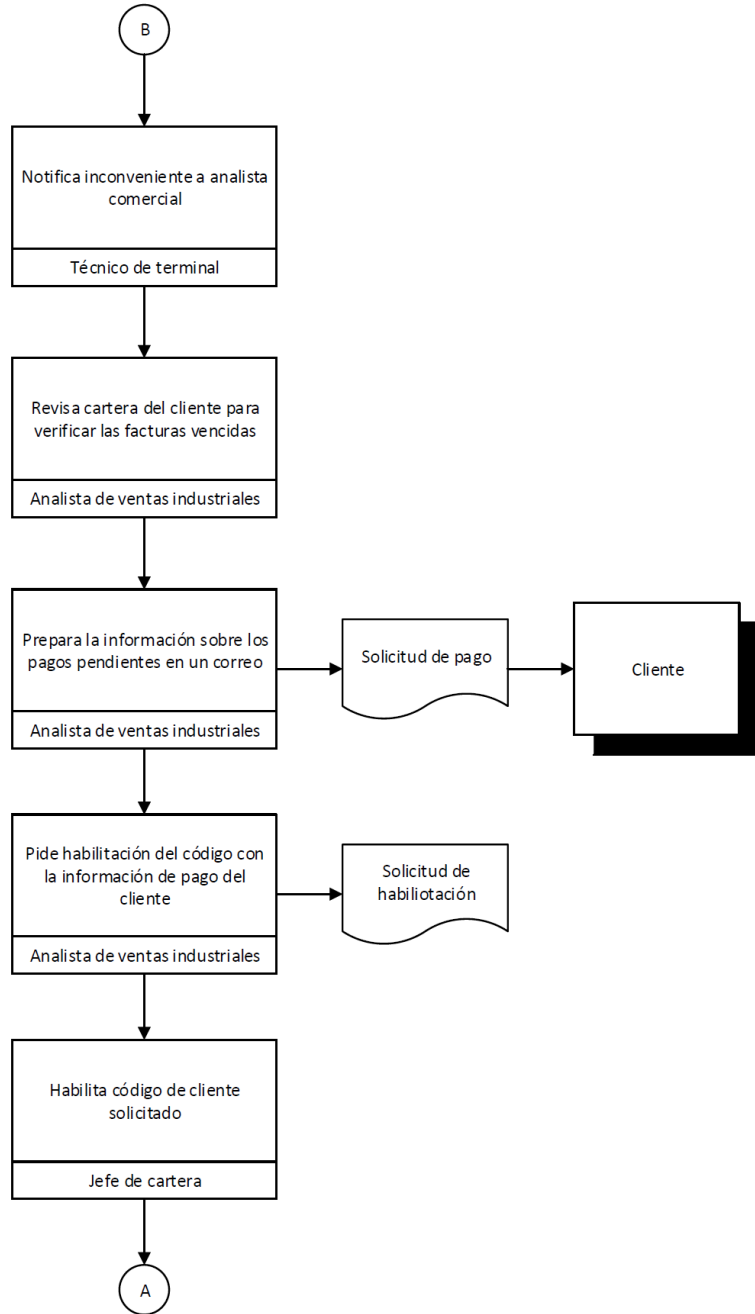 B
Notifica inconveniente a analista
comercial
Técnico de terminal
Revisa cartera del cliente para
verificar las facturas vencidas
Analista de ventas industriales
Prepara la información sobre los
pagos pendientes en un correo
Analista de ventas industriales
Solicitud de pago
Cliente
Pide habilitación del código con
la información de pago del
cliente
Analista de ventas industriales
Solicitud de
habiliotación
Habilita código de cliente
solicitado
Jefe de cartera
A